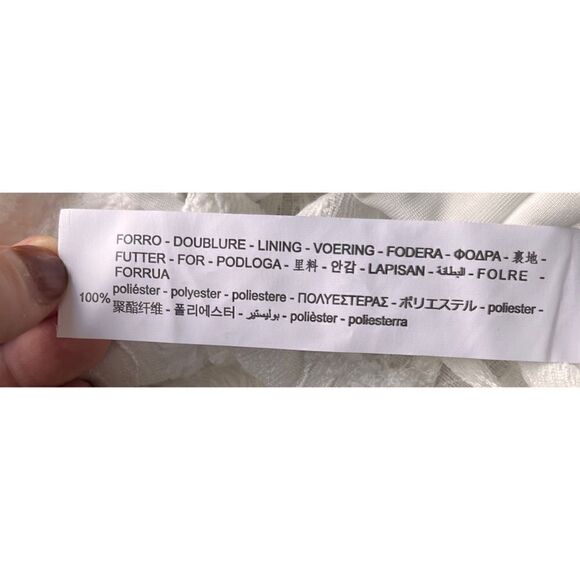 FORRO - DOUBLURE - LINING - VOERING - FODERA - ΦΟΔΡΑ - 裏地 -
FUTTER - FOR - PODLOGA - 里料 - 안감 - LAPISAN - البطانة - FOLRE -
FORRUA
100% poliéster - polyester - poliestere - ΠΟΛΥΕΣΤΕΡΑΣ - ポリエステル - poliester -
聚酯纤维 - 폴리에스터 - بوليستير - polièster - poliesterra